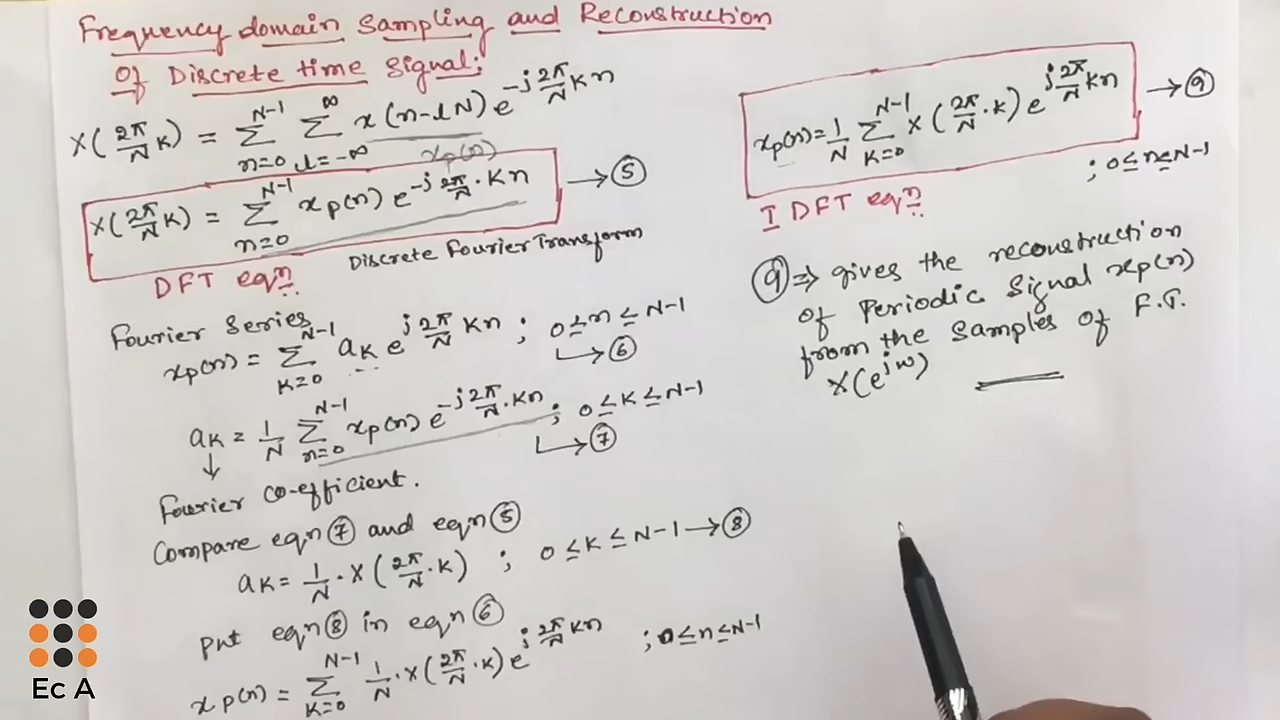 Frequency domain Sampling and Reconstruction
Of Discrete time Signal:
X(2π/N k) = Σ_{n=0}^{N-1} Σ_{l=-∞}^{∞} x(n-lN) e^{-j 2π/N kn}
xp(n)
X(2π/N k) = Σ_{n=0}^{N-1} xp(n) e^{-j 2π/N · kn} → ⑤
DFT eqn Discrete Fourier Transform
Fourier Series
xp(n) = Σ_{k=0}^{N-1} ak e^{j 2π/N kn} ; 0≤n≤N-1
→ ⑥
ak = 1/N Σ_{n=0}^{N-1} xp(n) e^{-j 2π/N · kn} ; 0≤k≤N-1
→ ⑦
↓
Fourier co-efficient.
Compare eqn ⑦ and eqn ⑤
ak = 1/N · X(2π/N · k) ; 0≤k≤N-1 → ⑧
put eqn ⑧ in eqn ⑥
xp(n) = Σ_{k=0}^{N-1} 1/N · X(2π/N · k) e^{j 2π/N kn} ; 0≤n≤N-1
xp(n) = 1/N Σ_{k=0}^{N-1} X(2π/N · k) e^{j 2π/N kn} → ⑨
; 0≤n≤N-1
I DFT eqn
⑨ ⇒ gives the reconstruction
of Periodic Signal xp(n)
from the Samples of F.T.
X(e^{jw})
Ec A